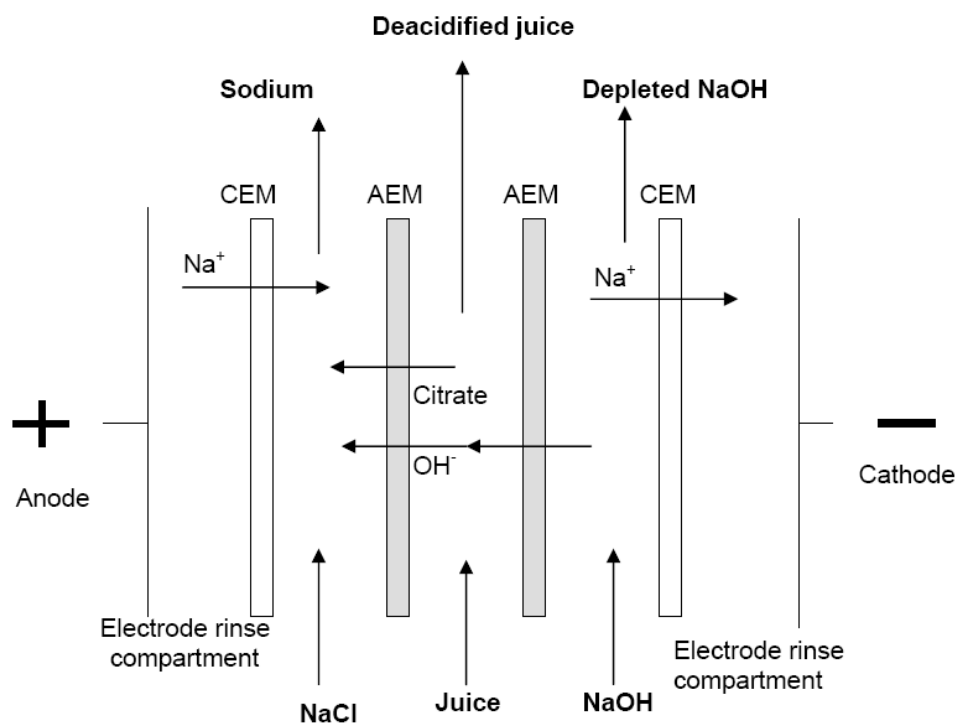 Deacidified juice
Sodium
Depleted NaOH
CEM
AEM
AEM
CEM
Na⁺
Na⁺
Citrate
OH⁻
+
Anode
−
Cathode
Electrode rinse
compartment
Electrode rinse
compartment
NaCl
Juice
NaOH